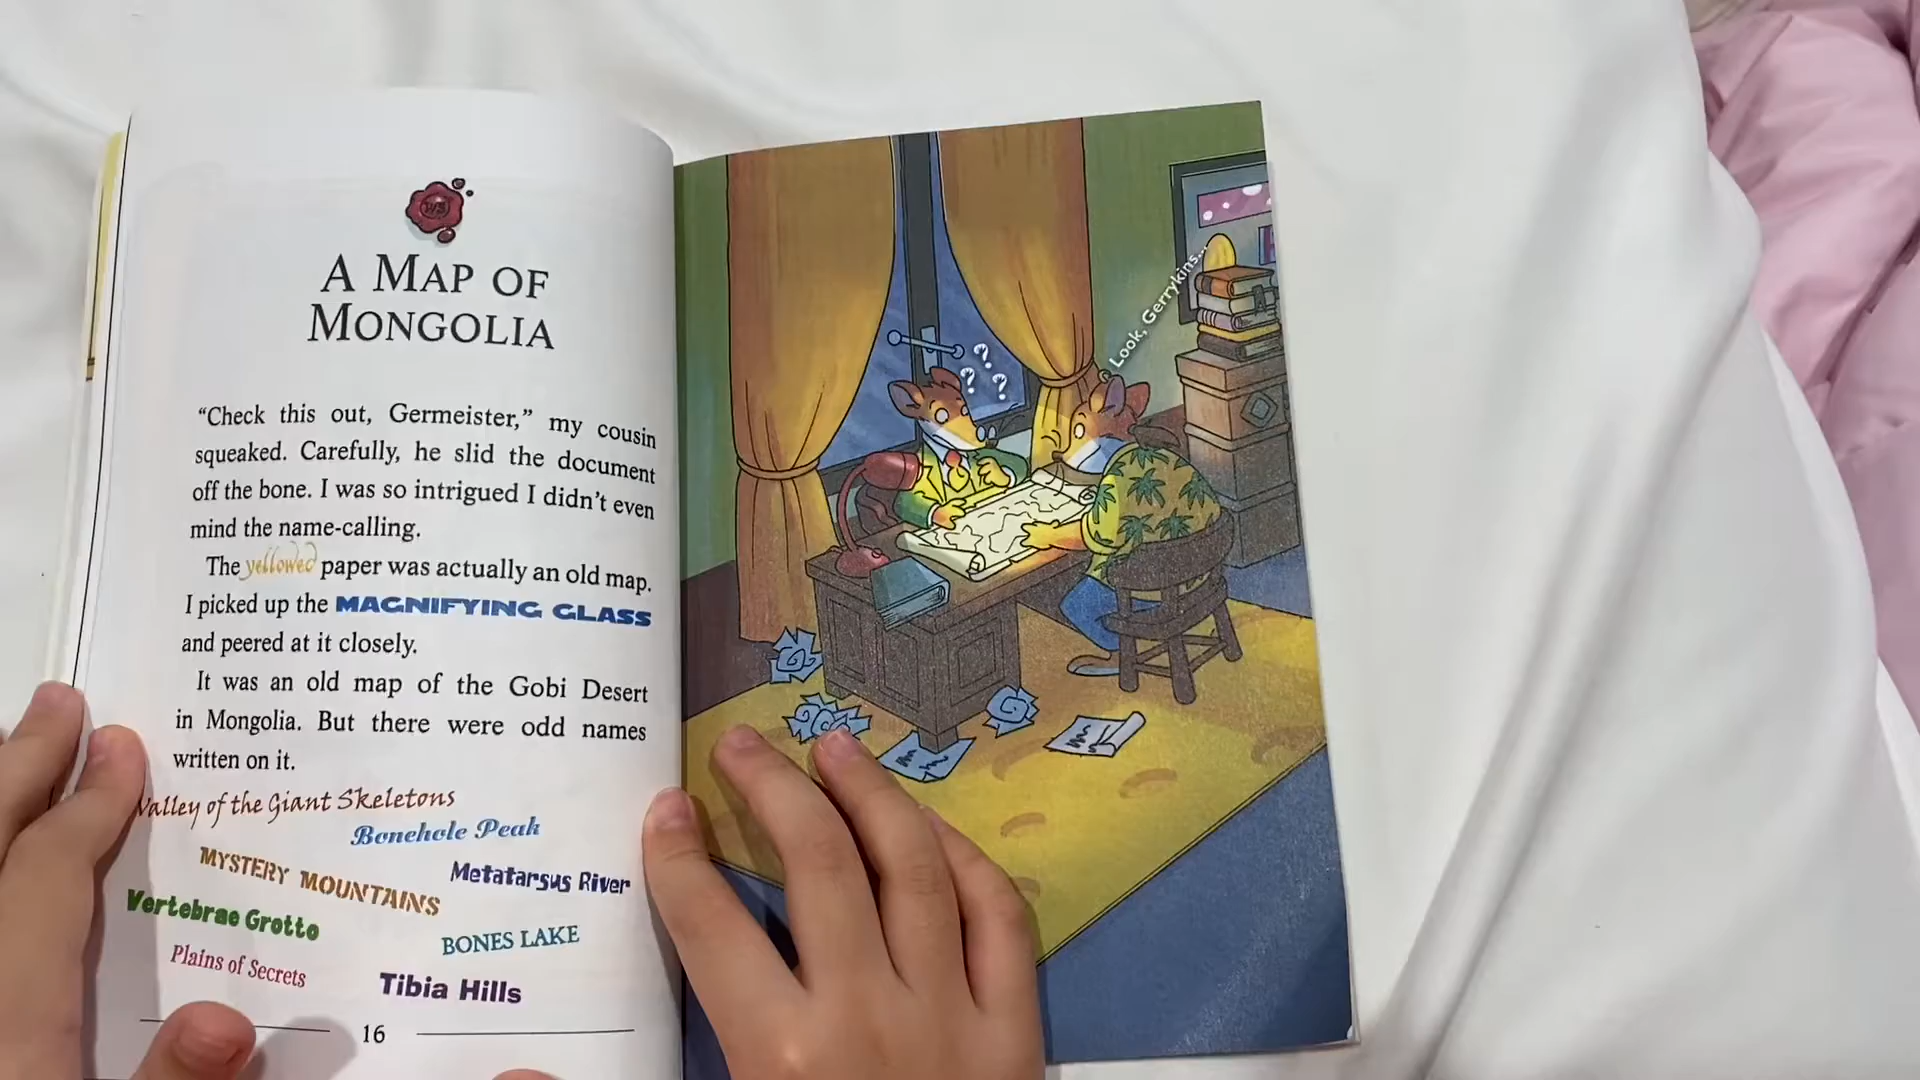 A MAP OF
MONGOLIA
“Check this out, Germeister,” my cousin
squeaked. Carefully, he slid the document
off the bone. I was so intrigued I didn’t even
mind the name-calling.
The yellowed paper was actually an old map.
I picked up the MAGNIFYING GLASS
and peered at it closely.
It was an old map of the Gobi Desert
in Mongolia. But there were odd names
written on it.
Valley of the Giant Skeletons
Bonehole Peak
MYSTERY MOUNTAINS
Metatarsus River
Vertebrae Grotto
BONES LAKE
Plains of Secrets
Tibia Hills
16
Look, Gerrykins...
? ? ?